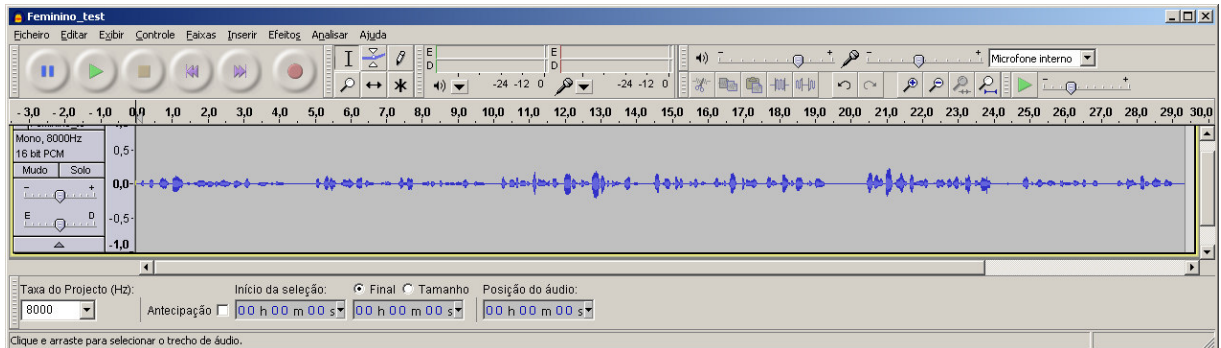 Feminino_test
Ficheiro Editar Exibir Controle Faixas Inserir Efeitos Analisar Ajuda
E D -24 -12 0 E D -24 -12 0 - + - + Microfone interno
- +
- 3,0 - 2,0 - 1,0 0,0 1,0 2,0 3,0 4,0 5,0 6,0 7,0 8,0 9,0 10,0 11,0 12,0 13,0 14,0 15,0 16,0 17,0 18,0 19,0 20,0 21,0 22,0 23,0 24,0 25,0 26,0 27,0 28,0 29,0 30,0
Mono, 8000Hz
16 bit PCM
Mudo Solo
- +
E D
0,5
0,0
-0,5
-1,0
Taxa do Projecto (Hz): Início da seleção: Final Tamanho Posição do áudio:
8000 Antecipação 00 h 00 m 00 s 00 h 00 m 00 s 00 h 00 m 00 s
Clique e arraste para selecionar o trecho de áudio.